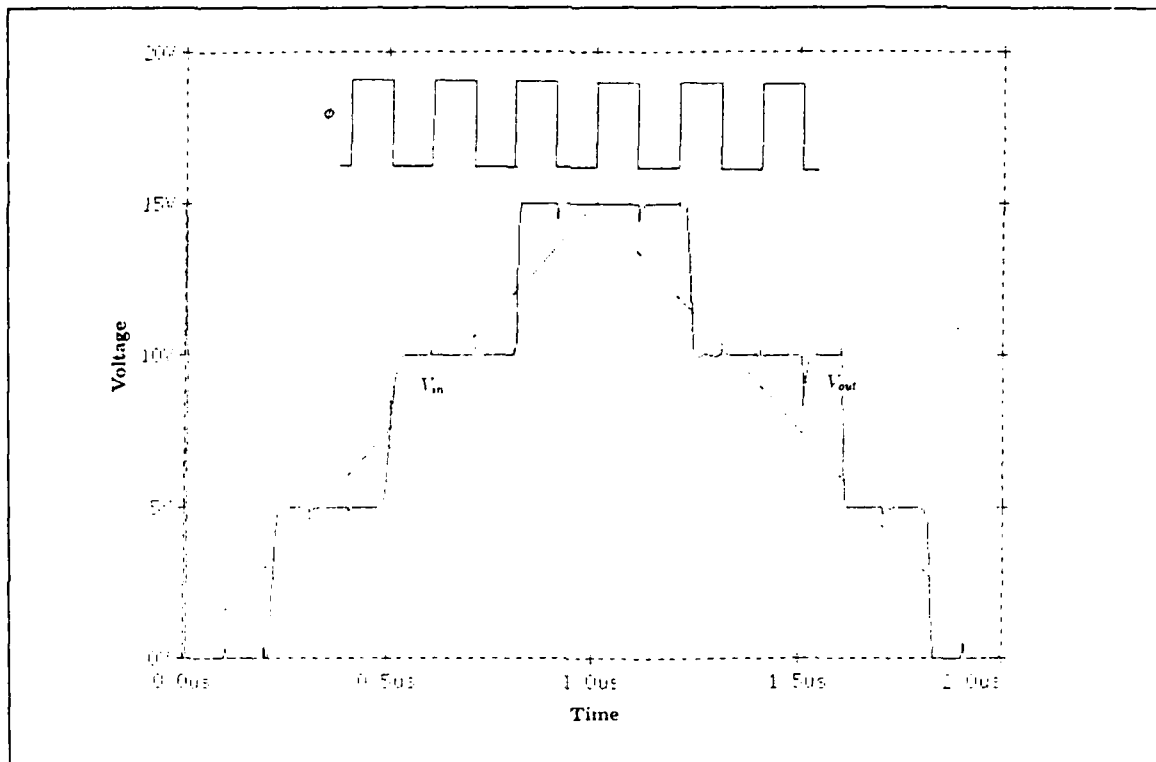 20V
Θ
15V
Voltage
10V
V_in
V_out
5V
0V
0.0us 0.5us 1.0us 1.5us 2.0us
Time